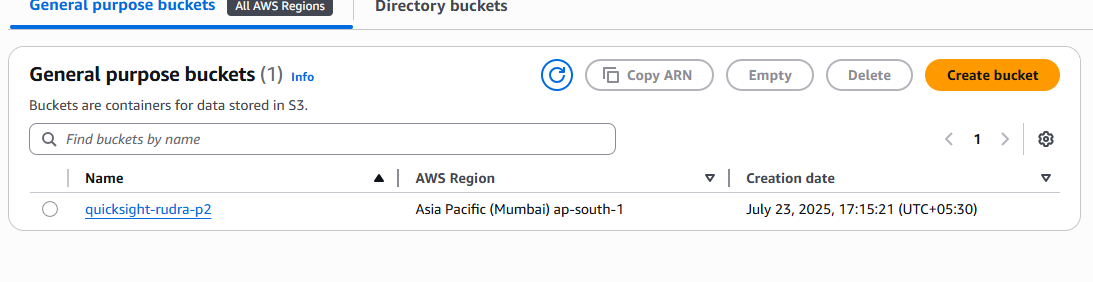 General purpose buckets All AWS Regions Directory buckets
General purpose buckets (1) Info Copy ARN Empty Delete Create bucket
Buckets are containers for data stored in S3.
Find buckets by name 1
Name AWS Region Creation date
quicksight-rudra-p2 Asia Pacific (Mumbai) ap-south-1 July 23, 2025, 17:15:21 (UTC+05:30)